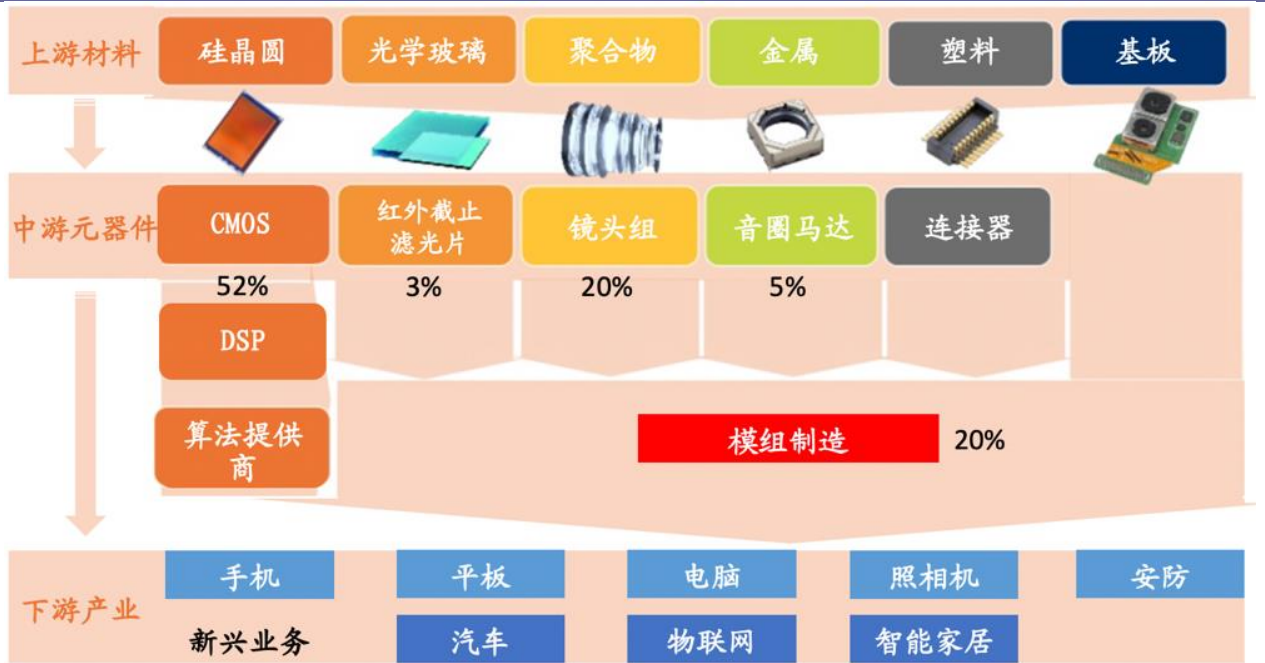 上游材料
硅晶圆
光学玻璃
聚合物
金属
塑料
基板
中游元器件
CMOS
红外截止
滤光片
镜头组
音圈马达
连接器
52%
3%
20%
5%
DSP
算法提供
商
模组制造
20%
下游产业
手机
平板
电脑
照相机
安防
新兴业务
汽车
物联网
智能家居